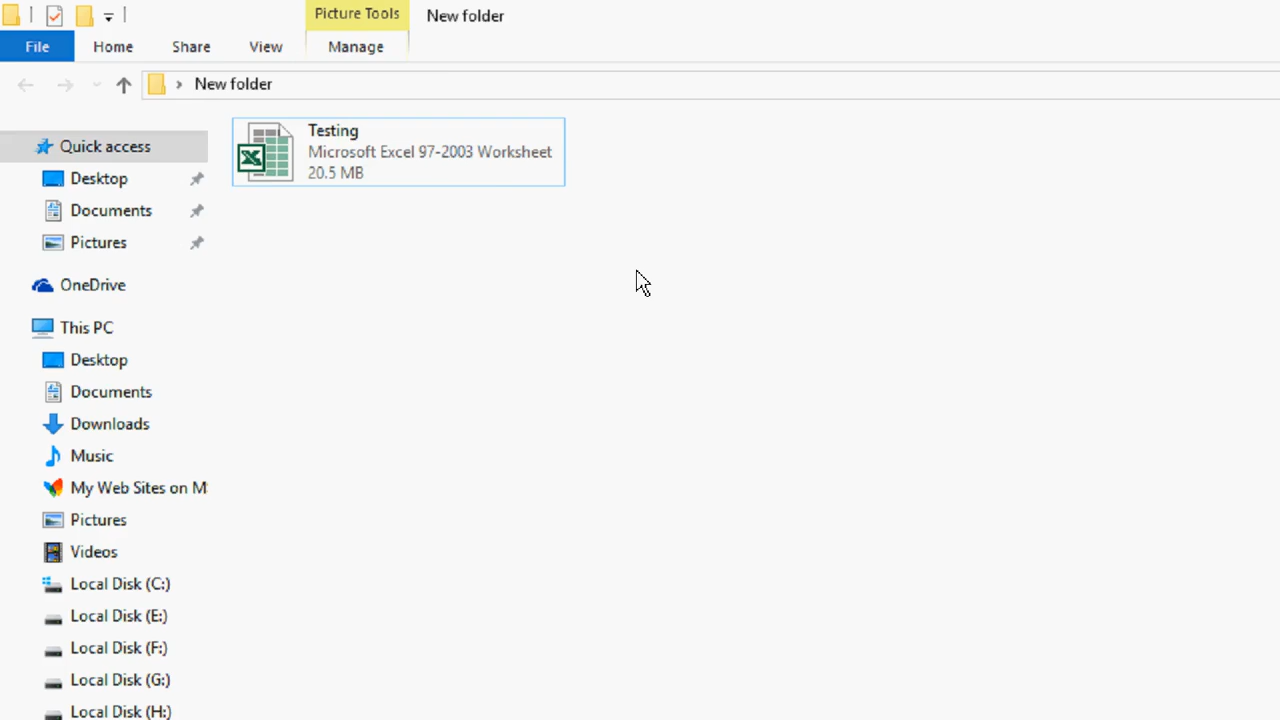 Picture Tools
New folder
File
Home
Share
View
Manage
New folder
Quick access
Desktop
Documents
Pictures
OneDrive
This PC
Desktop
Documents
Downloads
Music
My Web Sites on M
Pictures
Videos
Local Disk (C:)
Local Disk (E:)
Local Disk (F:)
Local Disk (G:)
Local Disk (H:)
Testing
Microsoft Excel 97-2003 Worksheet
20.5 MB